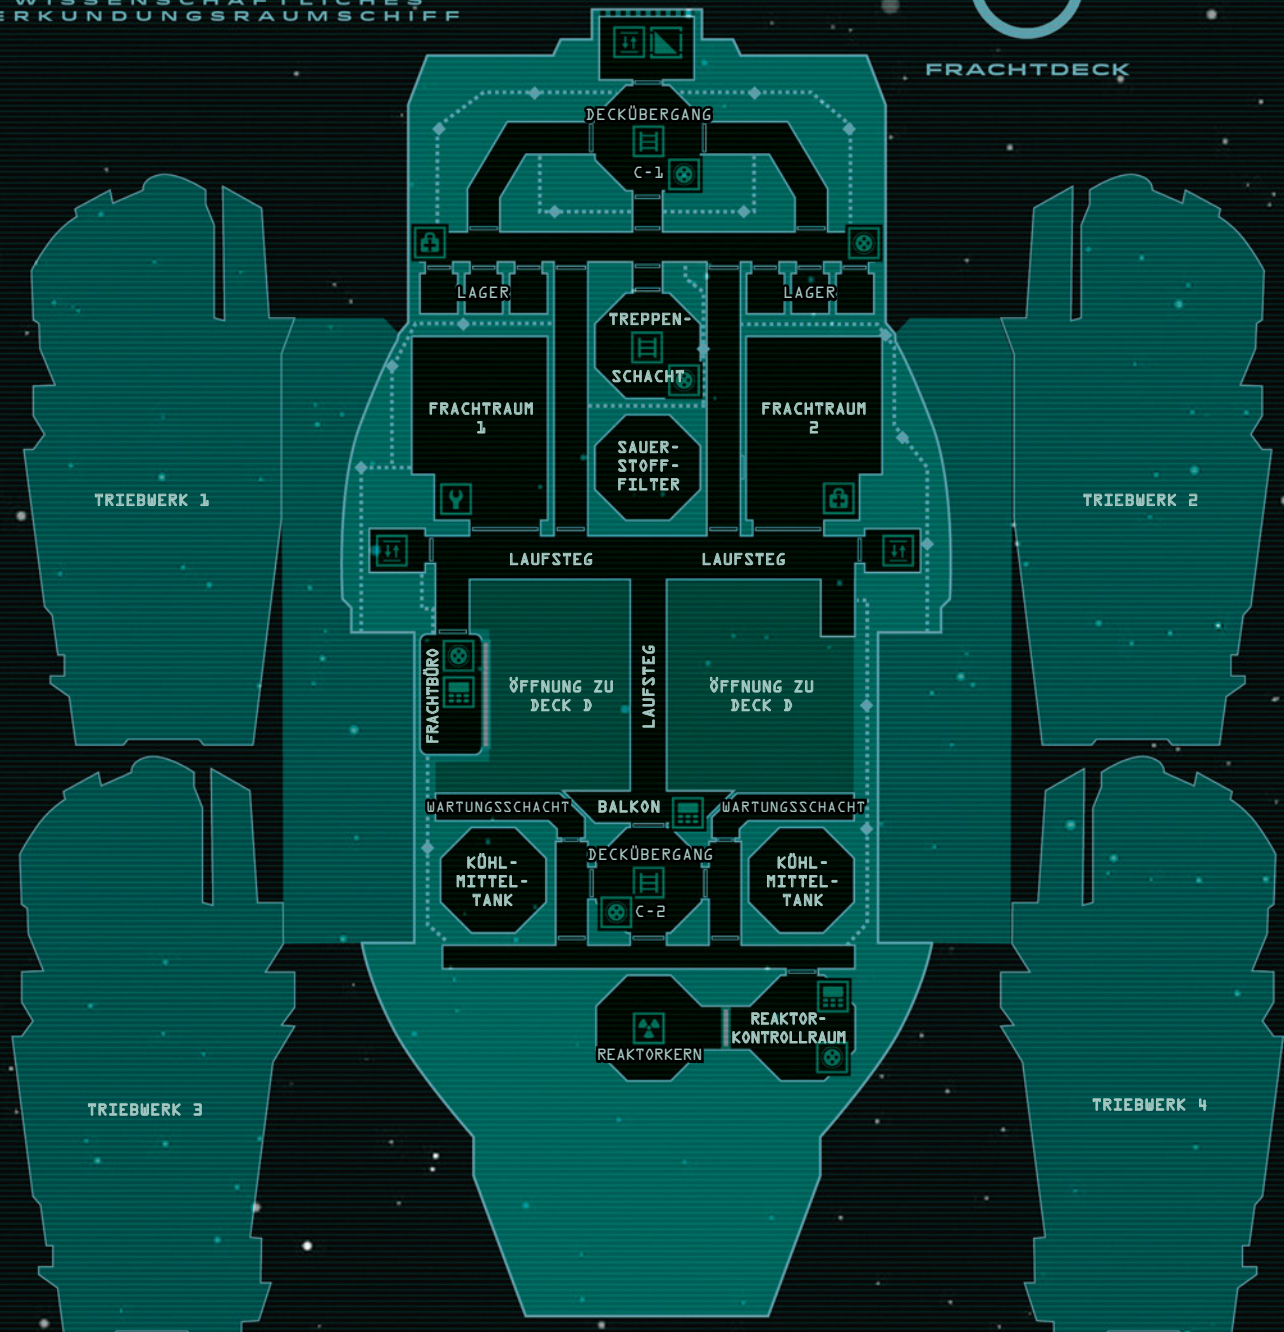 WISSENSCHAFTLICHES
ERKUNDUNGSRAUMSCHIFF
FRACHTDECK
DECKÜBERGANG
C-1
LAGER
LAGER
TREPPEN-
SCHACHT
FRACHTRAUM
1
FRACHTRAUM
2
SAUER-
STOFF-
FILTER
TRIEBWERK 1
TRIEBWERK 2
LAUFSTEG
LAUFSTEG
FRACHTBÜRO
ÖFFNUNG ZU
DECK D
LAUFSTEG
ÖFFNUNG ZU
DECK D
WARTUNGSSCHACHT
BALKON
WARTUNGSSCHACHT
KÜHL-
MITTEL-
TANK
DECKÜBERGANG
C-2
KÜHL-
MITTEL-
TANK
REAKTORKERN
REAKTOR-
KONTROLLRAUM
TRIEBWERK 3
TRIEBWERK 4